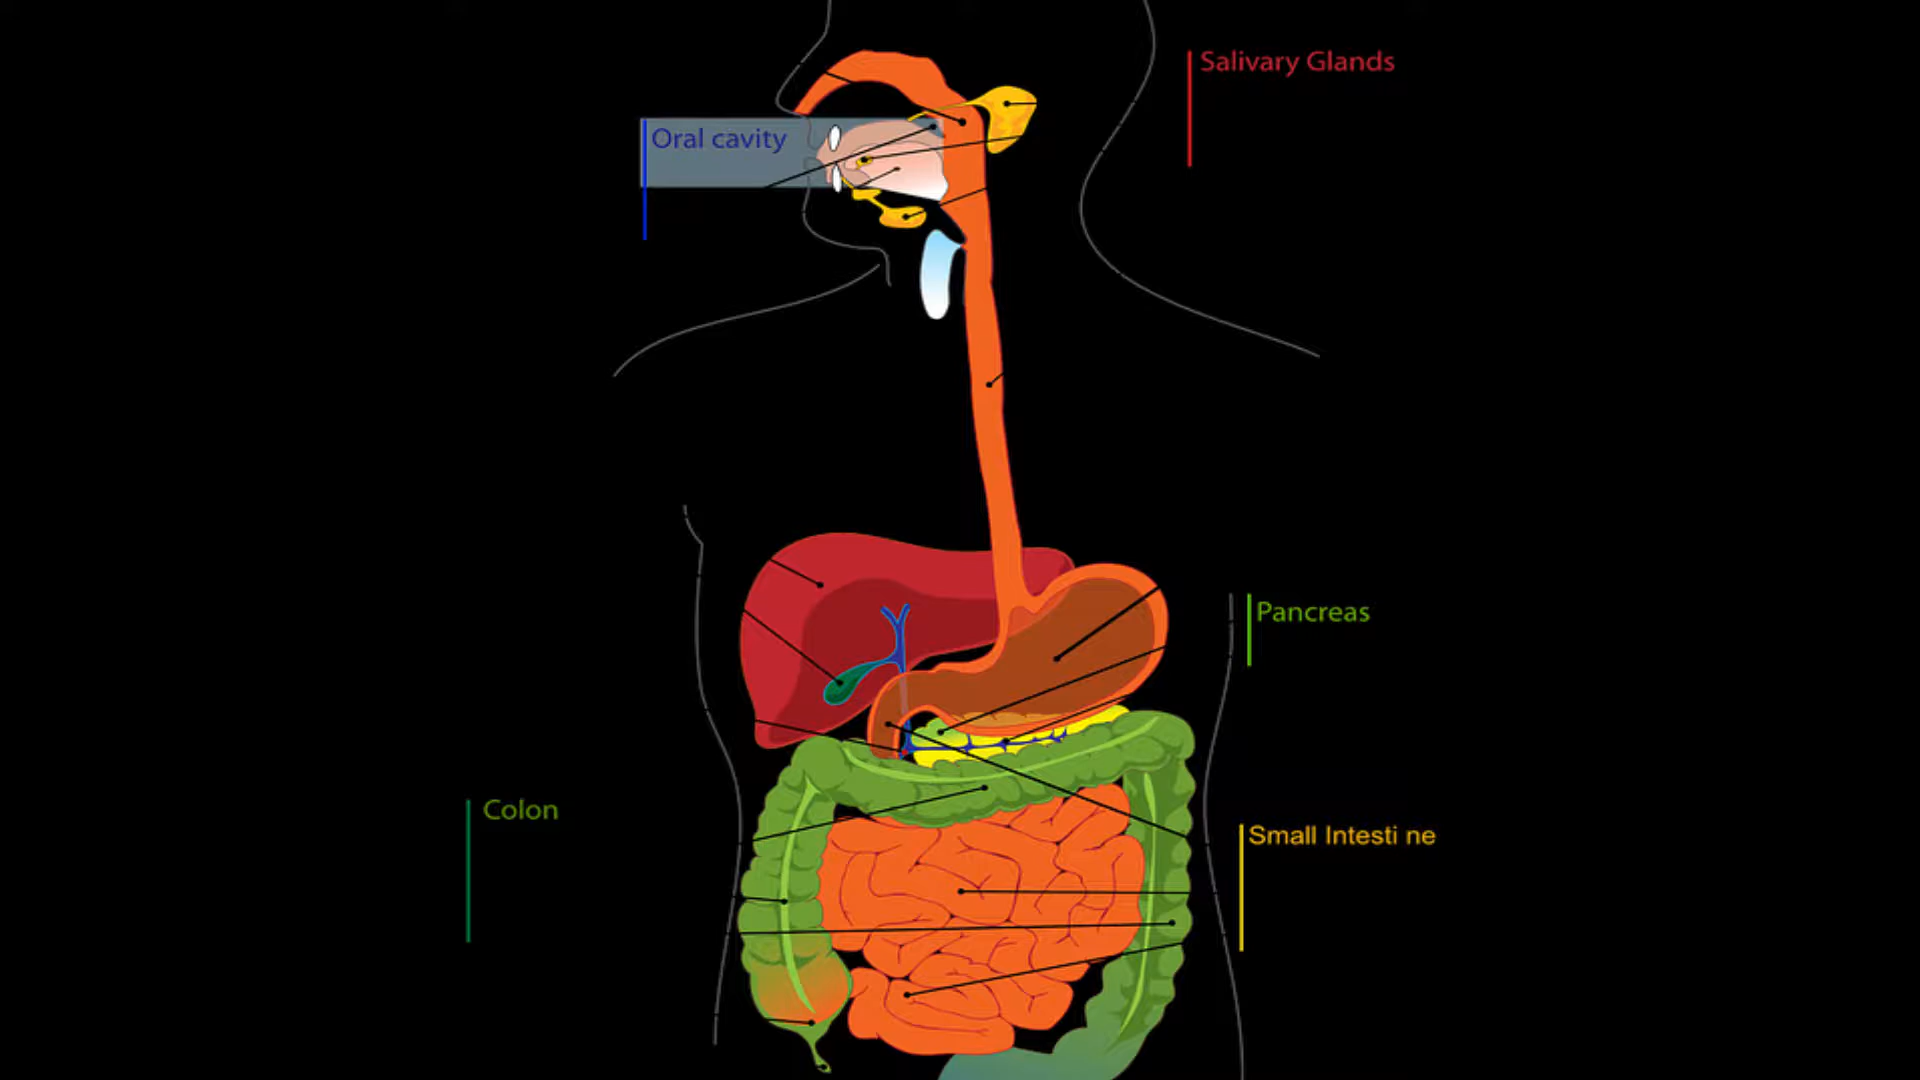 Salivary Glands
Oral cavity
Pancreas
Colon
Small Intesti ne